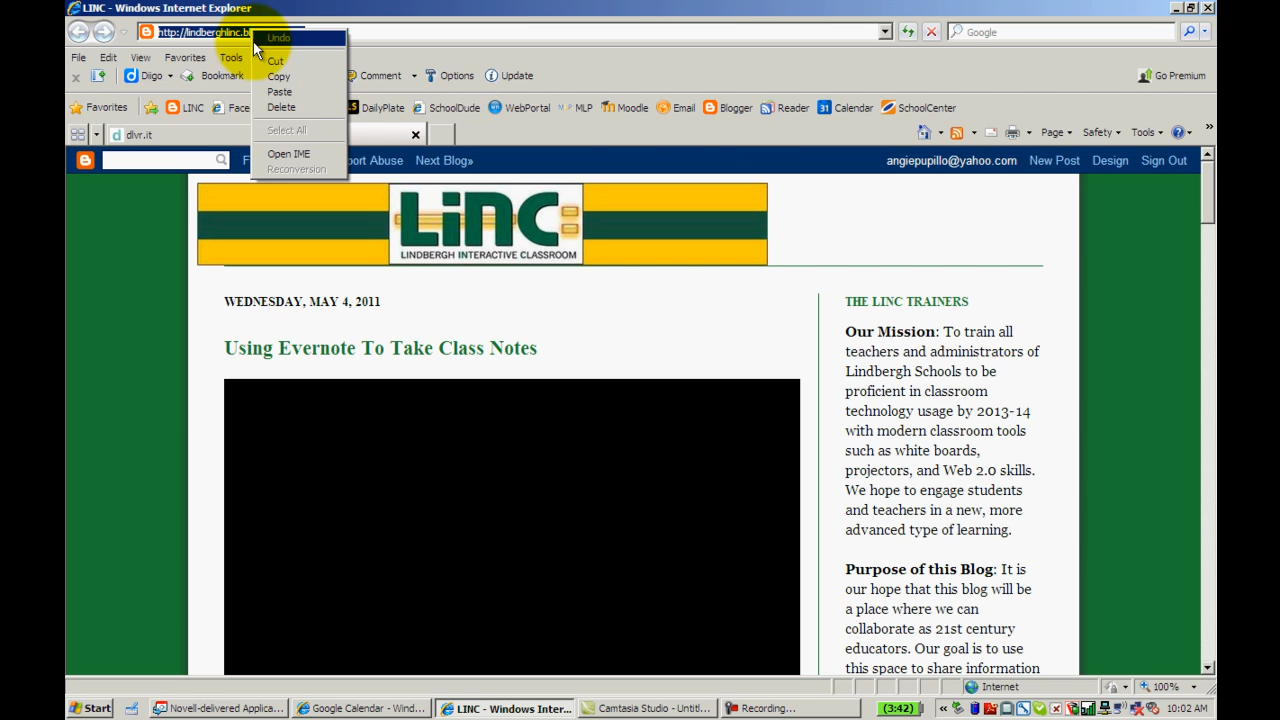 LINC - Windows Internet Explorer
http://lindberghlinc.bl
Google
File Edit View Favorites Tools
Diigo Bookmark Comment Options Update Go Premium
Undo
Cut
Copy
Paste
Delete
Select All
Open IME
Reconversion
Favorites LINC Face DailyPlate SchoolDude WebPortal MLP Moodle Email Blogger Reader Calendar SchoolCenter
dlvr.it
Page Safety Tools
ort Abuse Next Blog» angiepupillo@yahoo.com New Post Design Sign Out
LiNC
LINDBERGH INTERACTIVE CLASSROOM
WEDNESDAY, MAY 4, 2011
Using Evernote To Take Class Notes
THE LINC TRAINERS
Our Mission: To train all
teachers and administrators of
Lindbergh Schools to be
proficient in classroom
technology usage by 2013-14
with modern classroom tools
such as white boards,
projectors, and Web 2.0 skills.
We hope to engage students
and teachers in a new, more
advanced type of learning.
Purpose of this Blog: It is
our hope that this blog will be
a place where we can
collaborate as 21st century
educators. Our goal is to use
this space to share information
Internet 100%
Start Novell-delivered Applica... Google Calendar - Wind... LINC - Windows Inter... Camtasia Studio - Untitl... Recording... (3:42) 10:02 AM